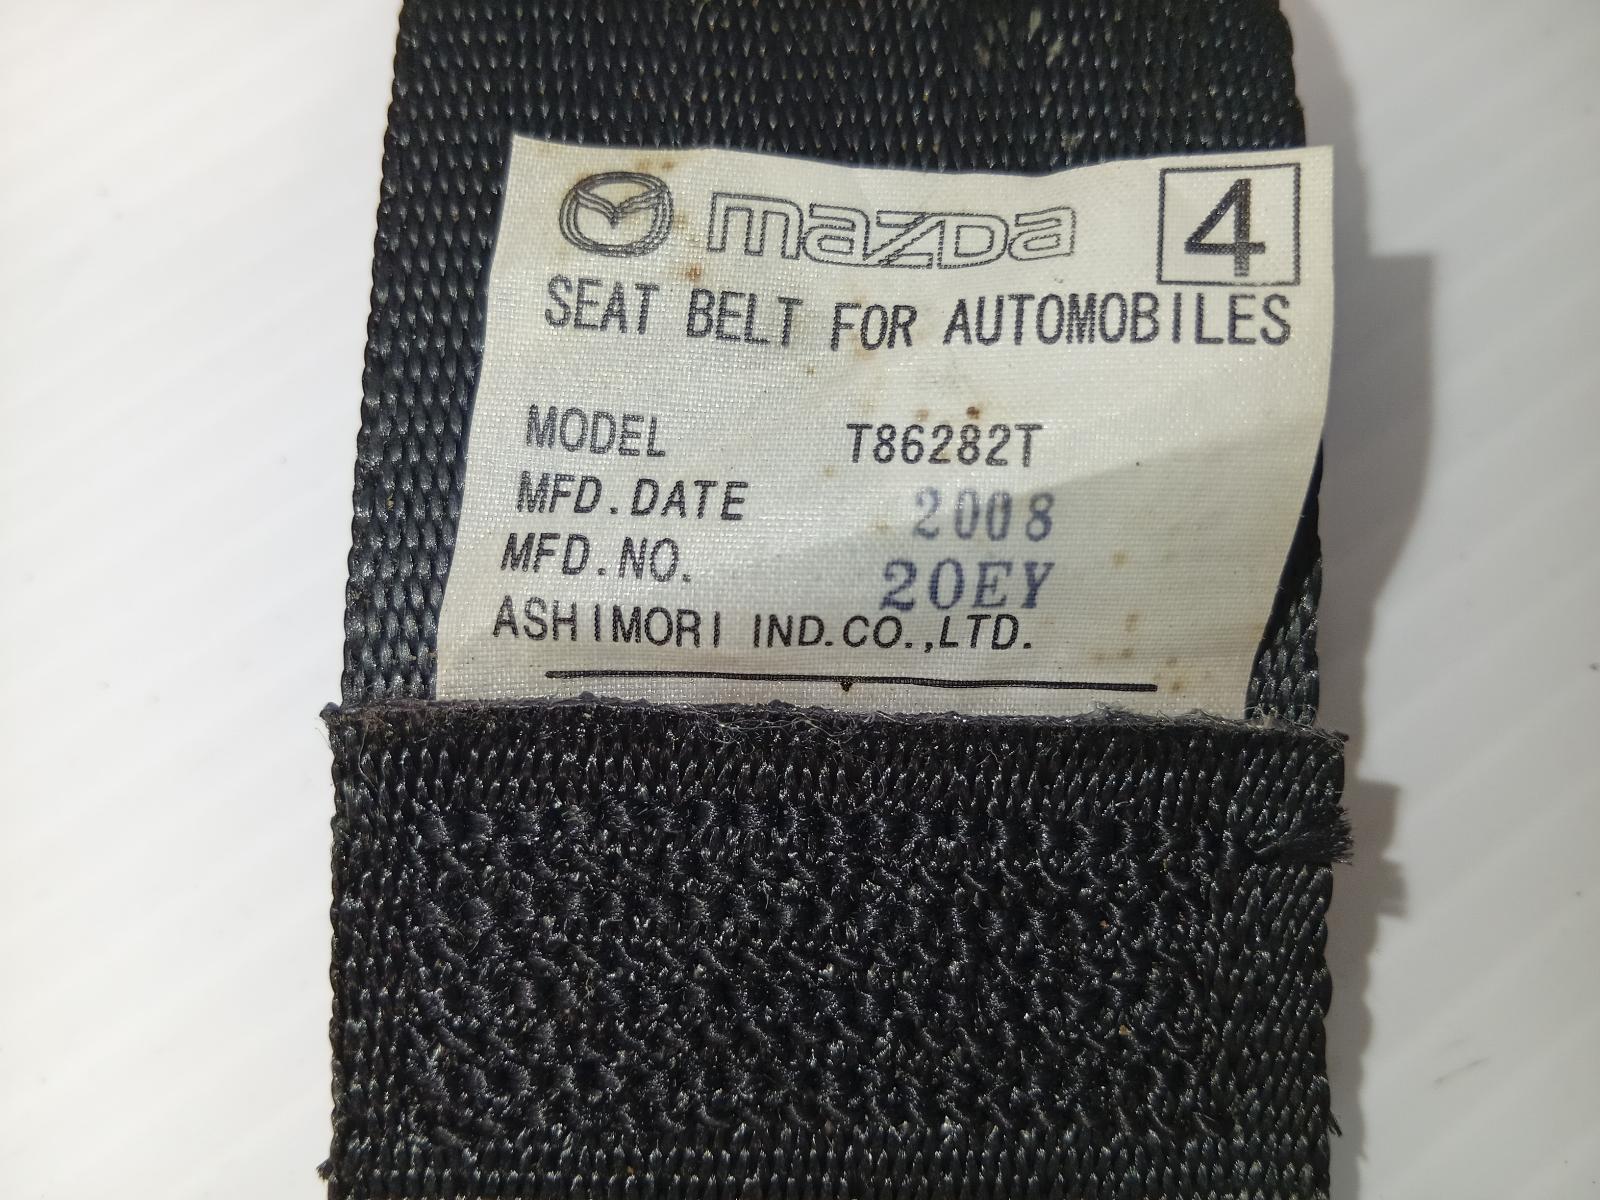 mazda 4
SEAT BELT FOR AUTOMOBILES
MODEL T86282T
MFD.DATE 2008
MFD.NO. 20EY
ASHIMORI IND.CO.,LTD.